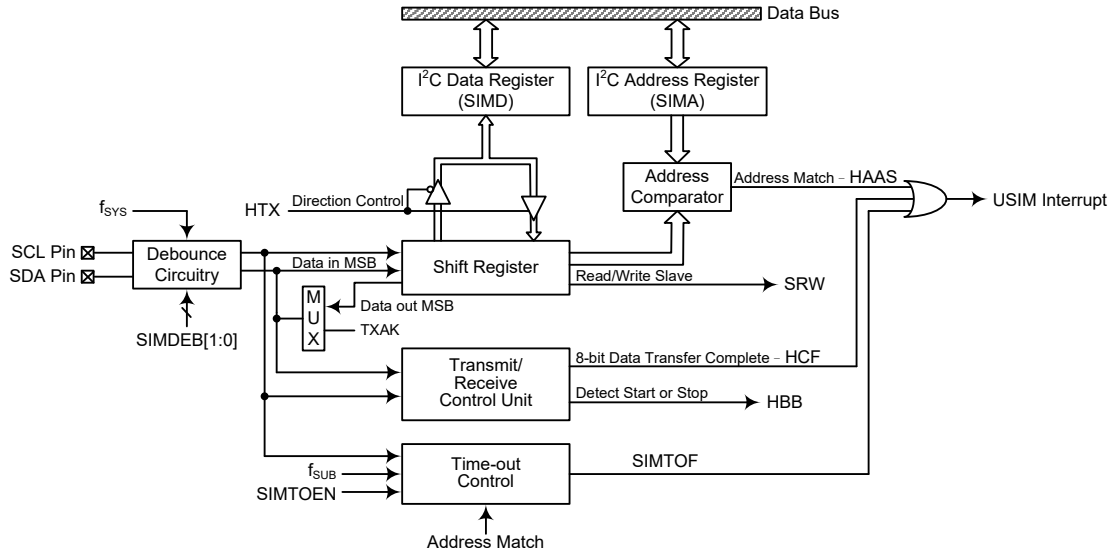 Data Bus
I²C Data Register
(SIMD)
I²C Address Register
(SIMA)
Address
Comparator
Address Match - HAAS
USIM Interrupt
HTX
Direction Control
fSYS
SCL Pin
SDA Pin
Debounce
Circuitry
SIMDEB[1:0]
Data in MSB
Shift Register
Read/Write Slave
SRW
M
U
X
Data out MSB
TXAK
Transmit/
Receive
Control Unit
8-bit Data Transfer Complete - HCF
Detect Start or Stop
HBB
fSUB
SIMTOEN
Time-out
Control
SIMTOF
Address Match